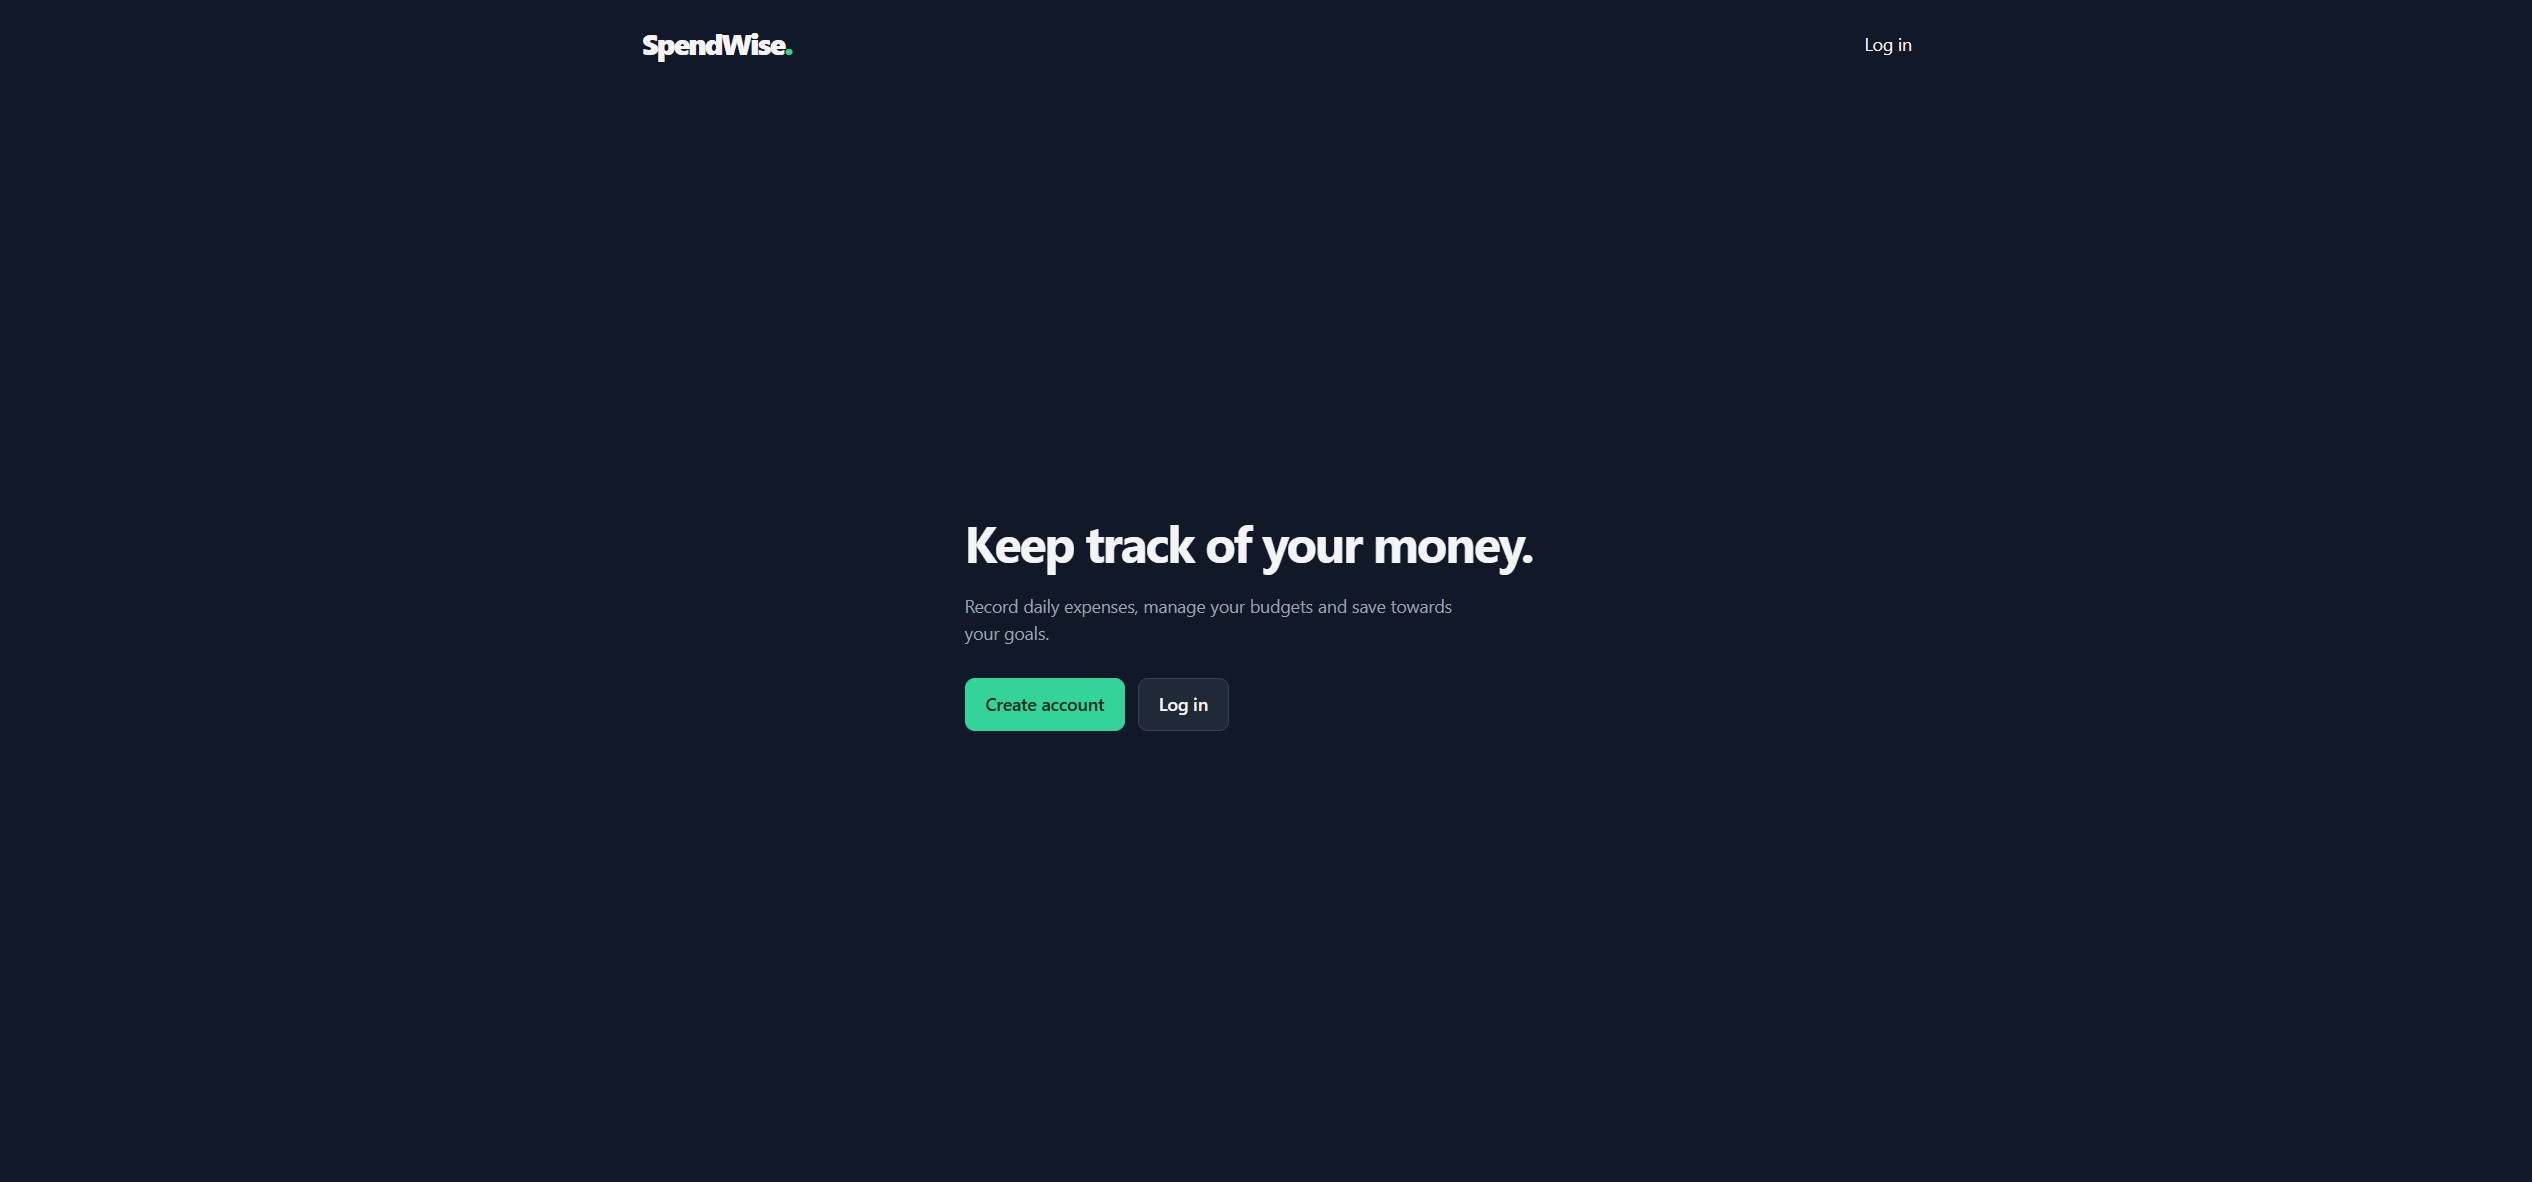 SpendWise.
Log in
Keep track of your money.
Record daily expenses, manage your budgets and save towards
your goals.
Create account
Log in